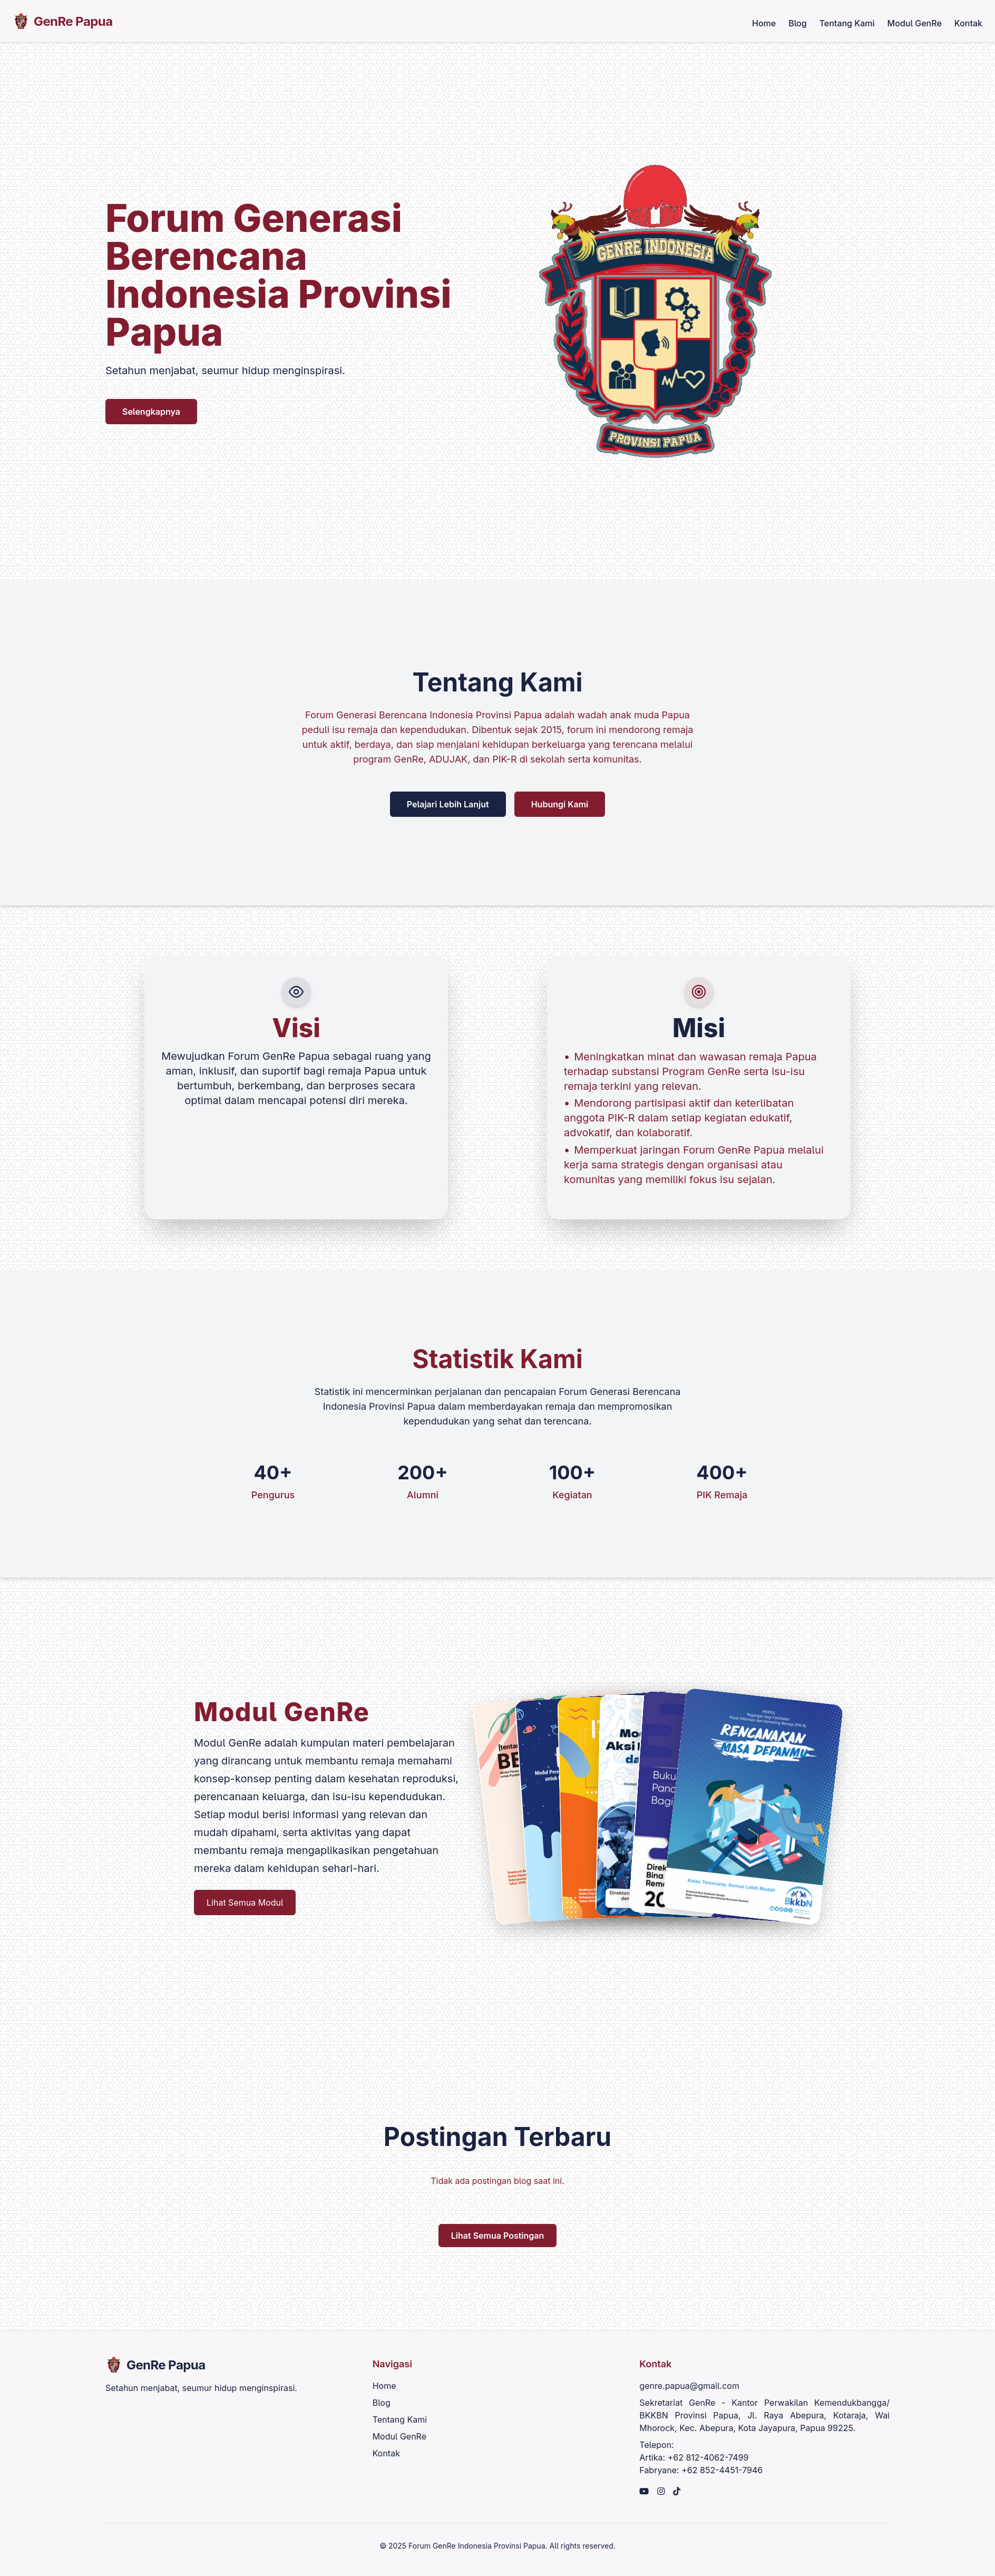 GenRe Papua
Home
Blog
Tentang Kami
Modul GenRe
Kontak
Forum Generasi
Berencana
Indonesia Provinsi
Papua
Setahun menjabat, seumur hidup menginspirasi.
Selengkapnya
GENRE INDONESIA
PROVINSI PAPUA
Tentang Kami
Forum Generasi Berencana Indonesia Provinsi Papua adalah wadah anak muda Papua
peduli isu remaja dan kependudukan. Dibentuk sejak 2015, forum ini mendorong remaja
untuk aktif, berdaya, dan siap menjalani kehidupan berkeluarga yang terencana melalui
program GenRe, ADUJAK, dan PIK-R di sekolah serta komunitas.
Pelajari Lebih Lanjut
Hubungi Kami
Visi
Mewujudkan Forum GenRe Papua sebagai ruang yang
aman, inklusif, dan suportif bagi remaja Papua untuk
bertumbuh, berkembang, dan berproses secara
optimal dalam mencapai potensi diri mereka.
Misi
• Meningkatkan minat dan wawasan remaja Papua
terhadap substansi Program GenRe serta isu-isu
remaja terkini yang relevan.
• Mendorong partisipasi aktif dan keterlibatan
anggota PIK-R dalam setiap kegiatan edukatif,
advokatif, dan kolaboratif.
• Memperkuat jaringan Forum GenRe Papua melalui
kerja sama strategis dengan organisasi atau
komunitas yang memiliki fokus isu sejalan.
Statistik Kami
Statistik ini mencerminkan perjalanan dan pencapaian Forum Generasi Berencana
Indonesia Provinsi Papua dalam memberdayakan remaja dan mempromosikan
kependudukan yang sehat dan terencana.
40+
Pengurus
200+
Alumni
100+
Kegiatan
400+
PIK Remaja
Modul GenRe
Modul GenRe adalah kumpulan materi pembelajaran
yang dirancang untuk membantu remaja memahami
konsep-konsep penting dalam kesehatan reproduksi,
perencanaan keluarga, dan isu-isu kependudukan.
Setiap modul berisi informasi yang relevan dan
mudah dipahami, serta aktivitas yang dapat
membantu remaja mengaplikasikan pengetahuan
mereka dalam kehidupan sehari-hari.
Lihat Semua Modul
RENCANAKAN
MASA DEPANMU
Kalau Terencana, Semua Lebih Mudah
BkkbN
Postingan Terbaru
Tidak ada postingan blog saat ini.
Lihat Semua Postingan
GenRe Papua
Setahun menjabat, seumur hidup menginspirasi.
Navigasi
Home
Blog
Tentang Kami
Modul GenRe
Kontak
Kontak
genre.papua@gmail.com
Sekretariat GenRe - Kantor Perwakilan Kemendukbangga/
BKKBN Provinsi Papua, Jl. Raya Abepura, Kotaraja, Wai
Mhorock, Kec. Abepura, Kota Jayapura, Papua 99225.
Telepon:
Artika: +62 812-4062-7499
Fabryane: +62 852-4451-7946
© 2025 Forum GenRe Indonesia Provinsi Papua. All rights reserved.